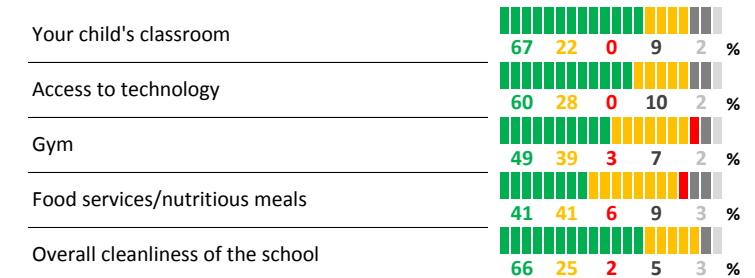 Your child's classroom
67 22 0 9 2 %
Access to technology
60 28 0 10 2 %
Gym
49 39 3 7 2 %
Food services/nutritious meals
41 41 6 9 3 %
Overall cleanliness of the school
66 25 2 5 3 %